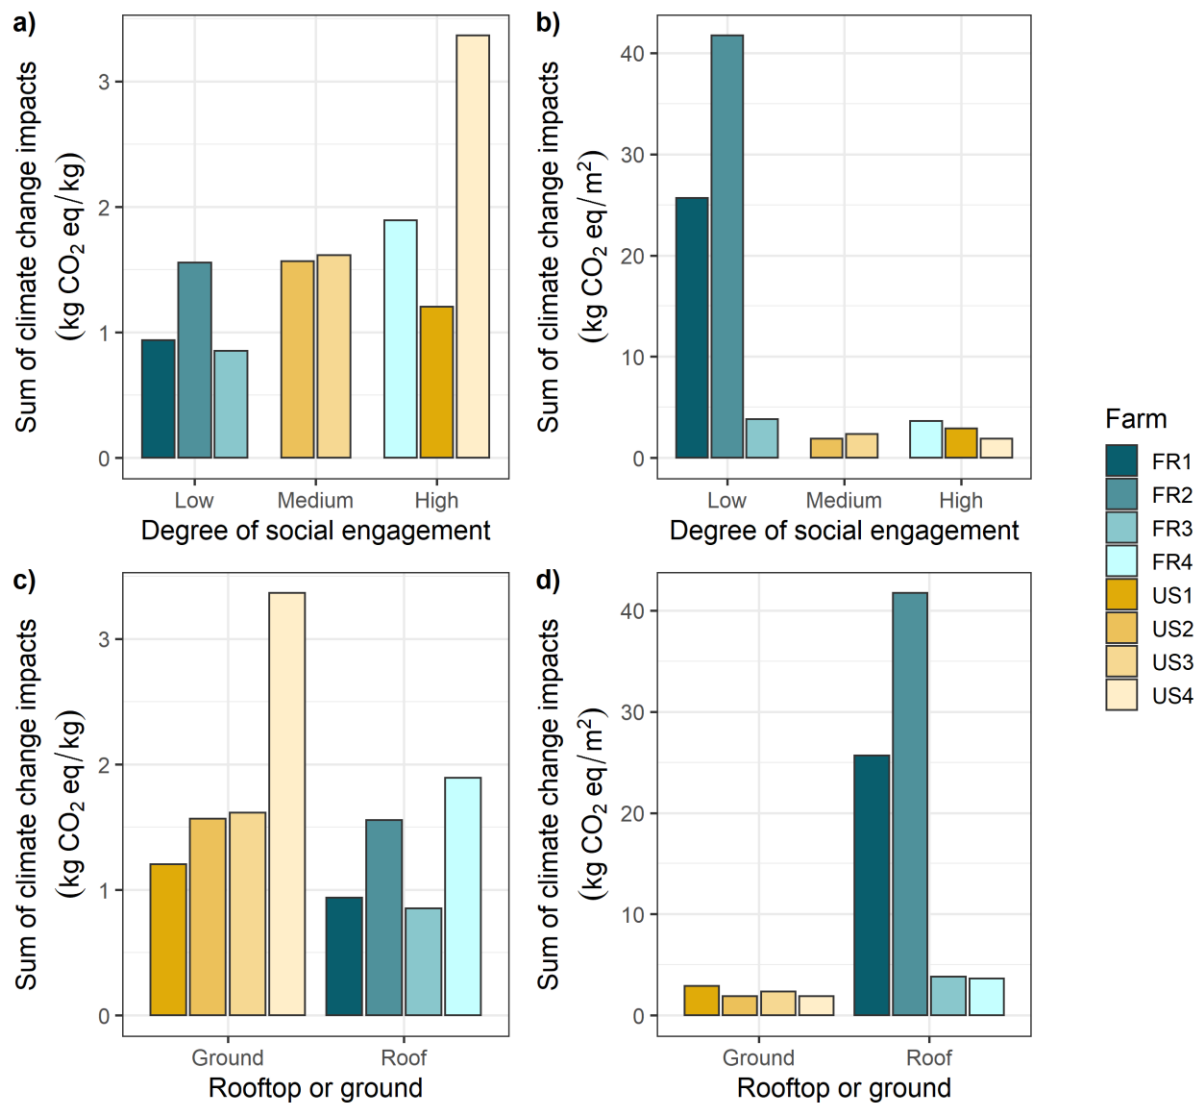 a)
Sum of climate change impacts
(kg CO₂ eq/kg)
3
2
1
0
Low Medium High
Degree of social engagement
b)
Sum of climate change impacts
(kg CO₂ eq/m²)
40
30
20
10
0
Low Medium High
Degree of social engagement
c)
Sum of climate change impacts
(kg CO₂ eq/kg)
3
2
1
0
Ground Roof
Rooftop or ground
d)
Sum of climate change impacts
(kg CO₂ eq/m²)
40
30
20
10
0
Ground Roof
Rooftop or ground
Farm
FR1
FR2
FR3
FR4
US1
US2
US3
US4